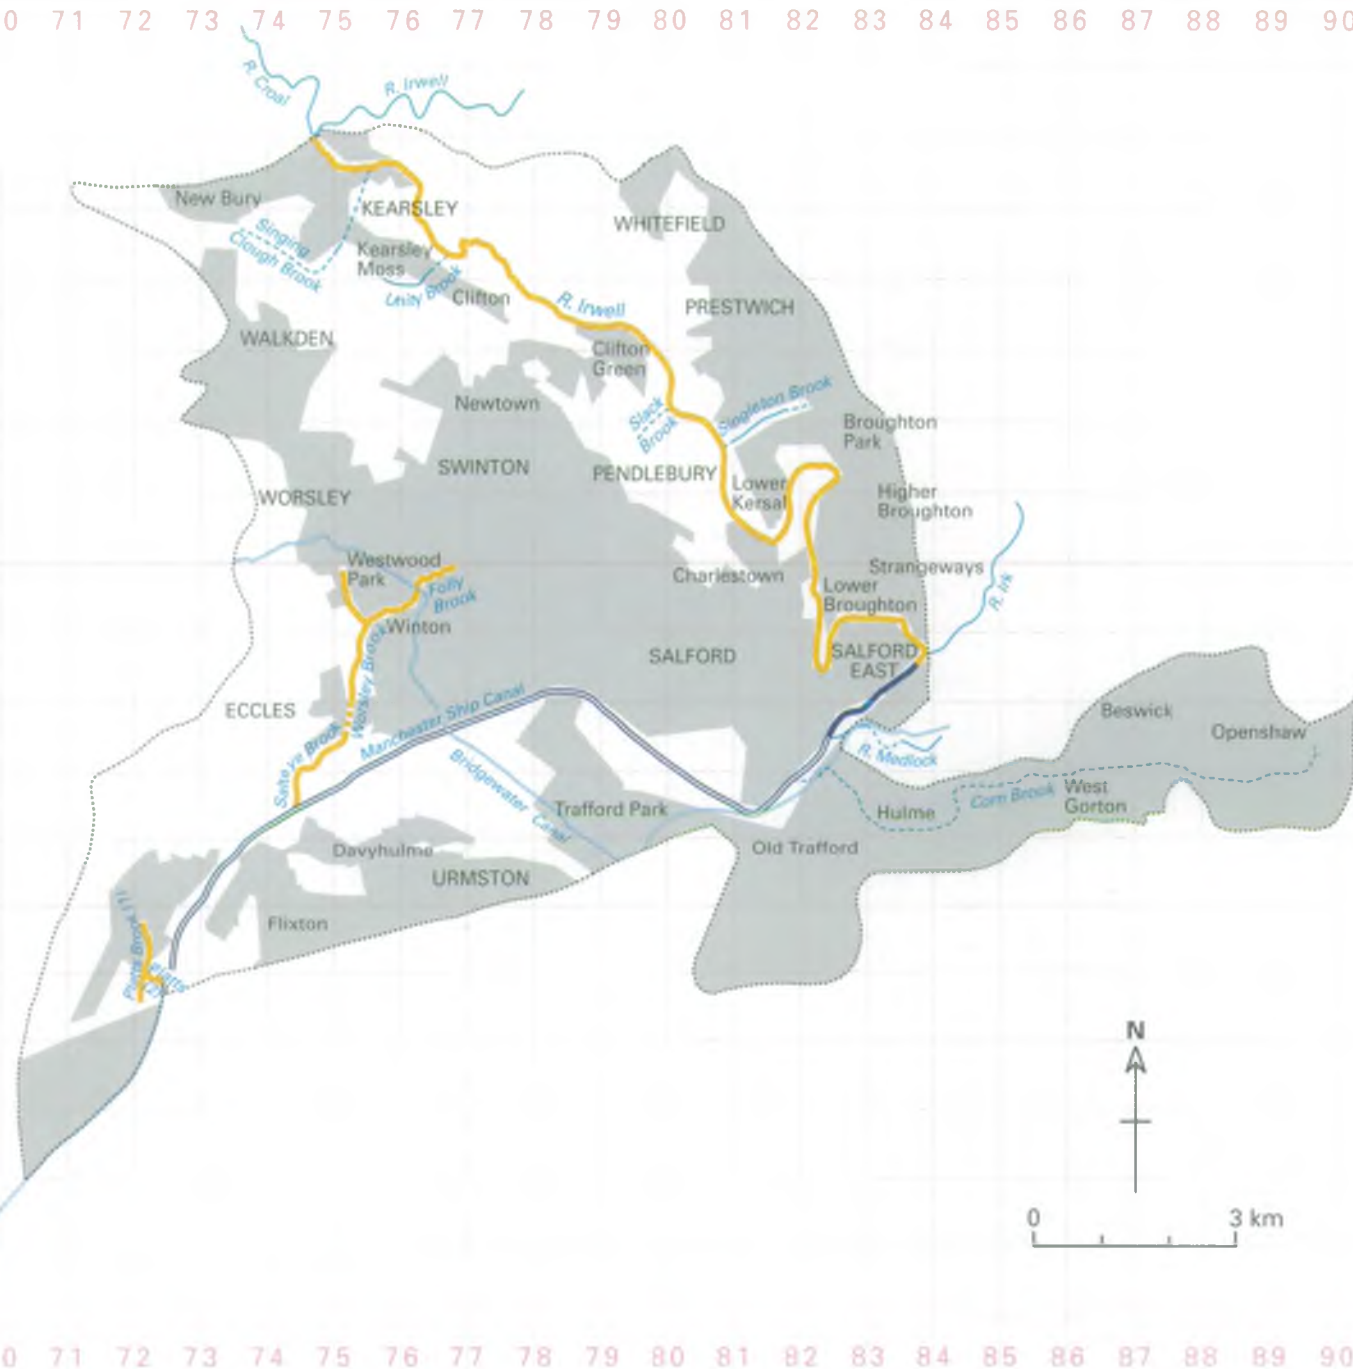 0 71 72 73 74 75 76 77 78 79 80 81 82 83 84 85 86 87 88 89 90
R. Croal
R. Irwell
New Bury
KEARSLEY
WHITEFIELD
Singing
Clough Brook
Kearsley
Moss
Unity Brook
Clifton
R. Irwell
PRESTWICH
WALKDEN
Clifton
Green
Newtown
Slack
Brook
Singleton Brook
Broughton
Park
SWINTON
PENDLEBURY
Lower
Kersal
WORSLEY
Higher
Broughton
Westwood
Park
Folly
Brook
Charlestown
Strangeways
Lower
Broughton
R. Irk
Winton
Worsley Brook
SALFORD
SALFORD
EAST
ECCLES
Manchester Ship Canal
Salteye Brook
Bridgewater Canal
R. Medlock
Beswick
Openshaw
Trafford Park
Hulme
Corn Brook
West
Gorton
Davyhulme
Old Trafford
URMSTON
Flixton
Platts Brook (1)
Platts
(2)
N
0 3 km
0 71 72 73 74 75 76 77 78 79 80 81 82 83 84 85 86 87 88 89 90